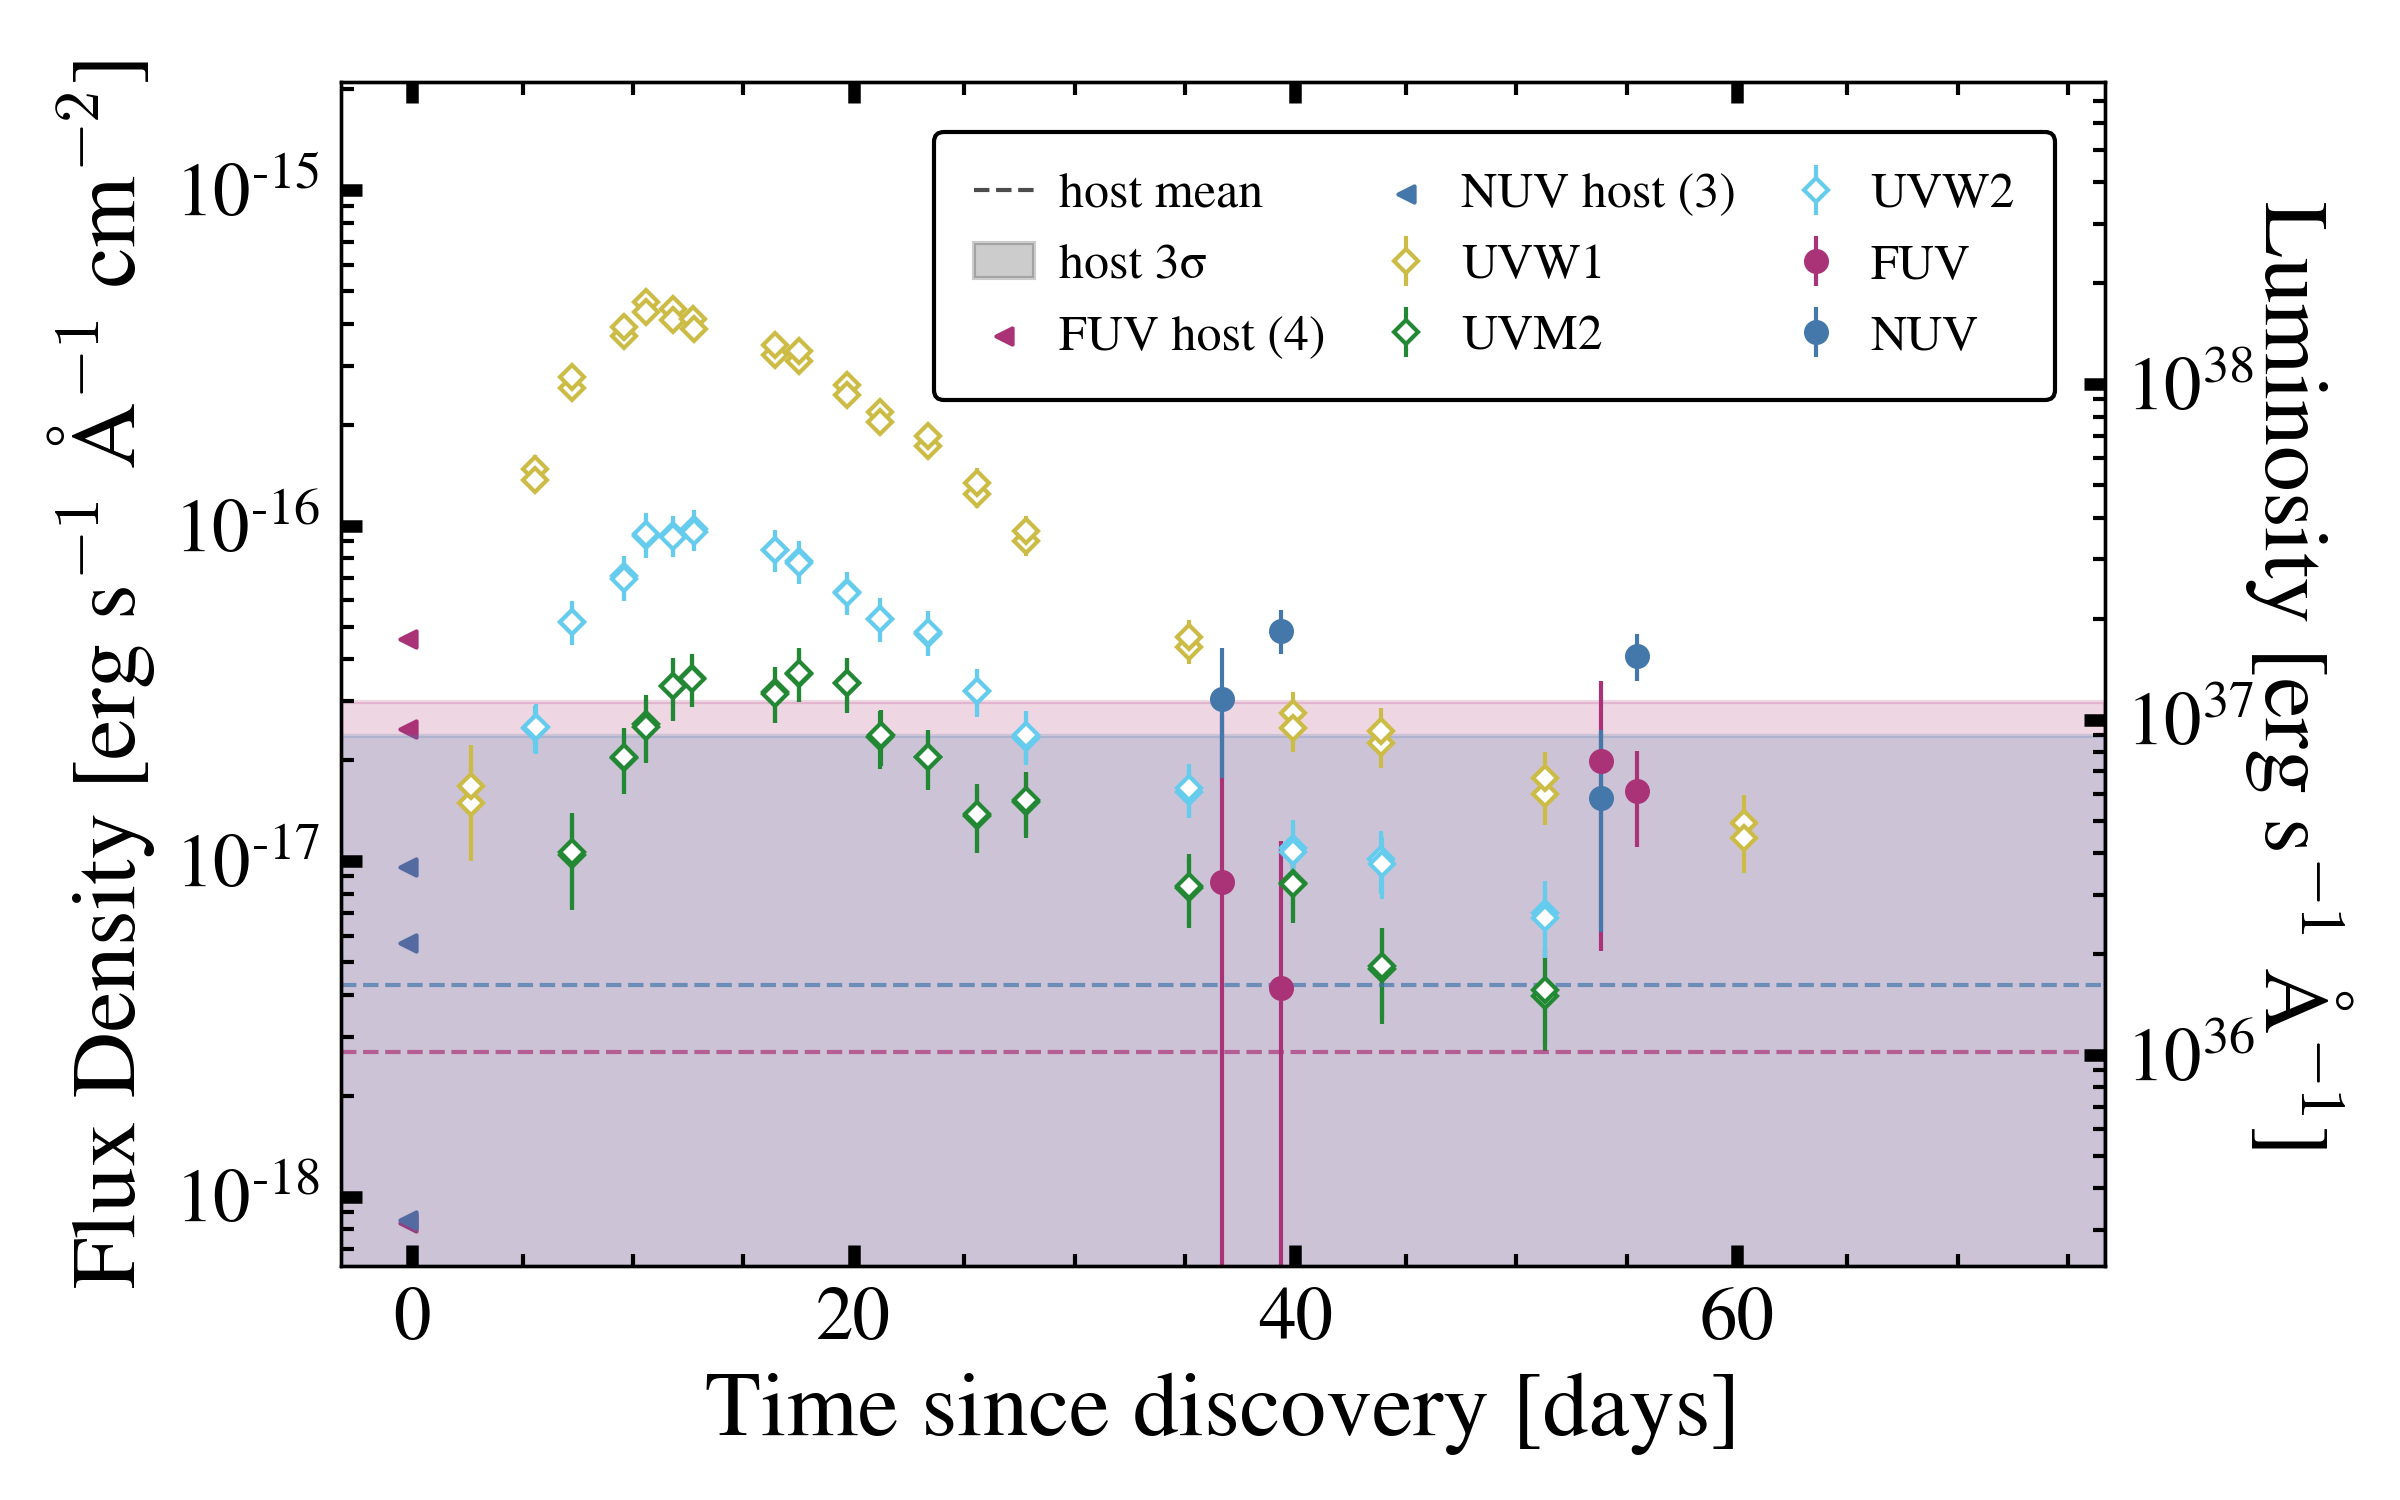 host mean
host 3σ
FUV host (4)
NUV host (3)
UVW1
UVM2
UVW2
FUV
NUV
Flux Density [erg s⁻¹ Å⁻¹ cm⁻²]
10⁻¹⁵
10⁻¹⁶
10⁻¹⁷
10⁻¹⁸
Luminosity [erg s⁻¹ Å⁻¹]
10³⁸
10³⁷
10³⁶
0 20 40 60
Time since discovery [days]